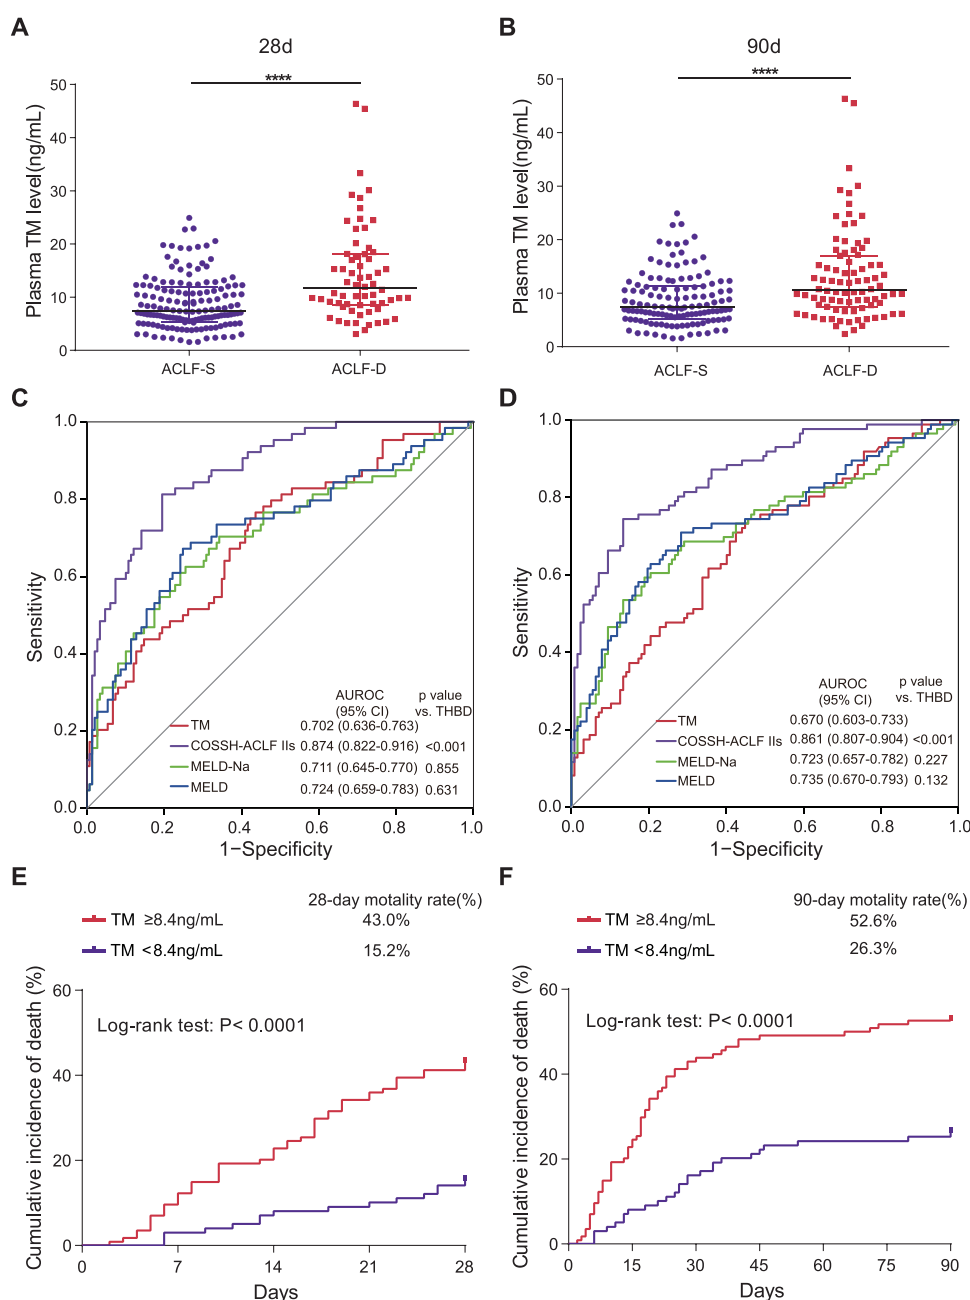 A
28d
****
Plasma TM level(ng/mL)
50
40
30
20
10
0
ACLF-S
ACLF-D
B
90d
****
Plasma TM level(ng/mL)
50
40
30
20
10
0
ACLF-S
ACLF-D
C
Sensitivity
1.0
0.8
0.6
0.4
0.2
0.0
0.0 0.2 0.4 0.6 0.8 1.0
1−Specificity
AUROC p value
(95% CI) vs. THBD
TM 0.702 (0.636-0.763)
COSSH-ACLF IIs 0.874 (0.822-0.916) <0.001
MELD-Na 0.711 (0.645-0.770) 0.855
MELD 0.724 (0.659-0.783) 0.631
D
Sensitivity
1.0
0.8
0.6
0.4
0.2
0.0
0.0 0.2 0.4 0.6 0.8 1.0
1−Specificity
AUROC p value
(95% CI) vs. THBD
TM 0.670 (0.603-0.733)
COSSH-ACLF IIs 0.861 (0.807-0.904) <0.001
MELD-Na 0.723 (0.657-0.782) 0.227
MELD 0.735 (0.670-0.793) 0.132
E
28-day motality rate(%)
TM ≥8.4ng/mL 43.0%
TM <8.4ng/mL 15.2%
Cumulative incidence of death (%)
60
40
20
0
Log-rank test: P< 0.0001
0 7 14 21 28
Days
F
90-day motality rate(%)
TM ≥8.4ng/mL 52.6%
TM <8.4ng/mL 26.3%
Cumulative incidence of death (%)
60
40
20
0
Log-rank test: P< 0.0001
0 15 30 45 60 75 90
Days